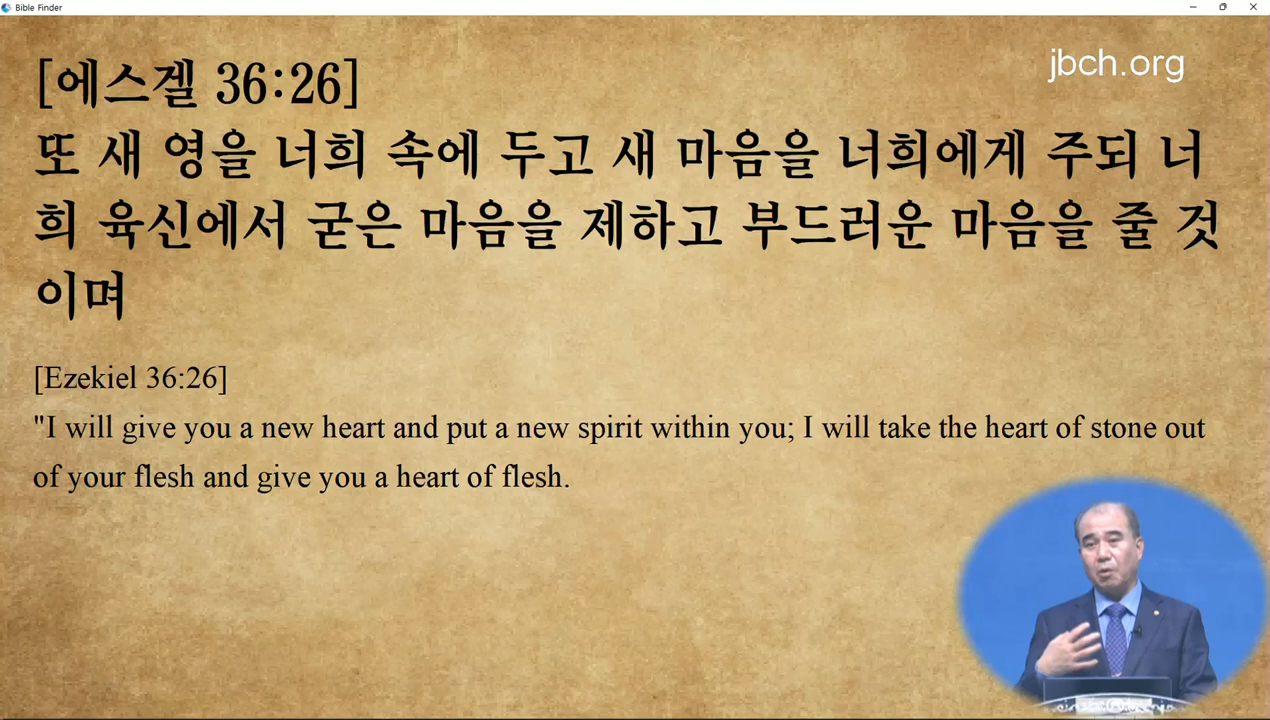 Bible Finder
jbch.org
[에스겔 36:26]
또 새 영을 너희 속에 두고 새 마음을 너희에게 주되 너
희 육신에서 굳은 마음을 제하고 부드러운 마음을 줄 것
이며
[Ezekiel 36:26]
"I will give you a new heart and put a new spirit within you; I will take the heart of stone out
of your flesh and give you a heart of flesh.